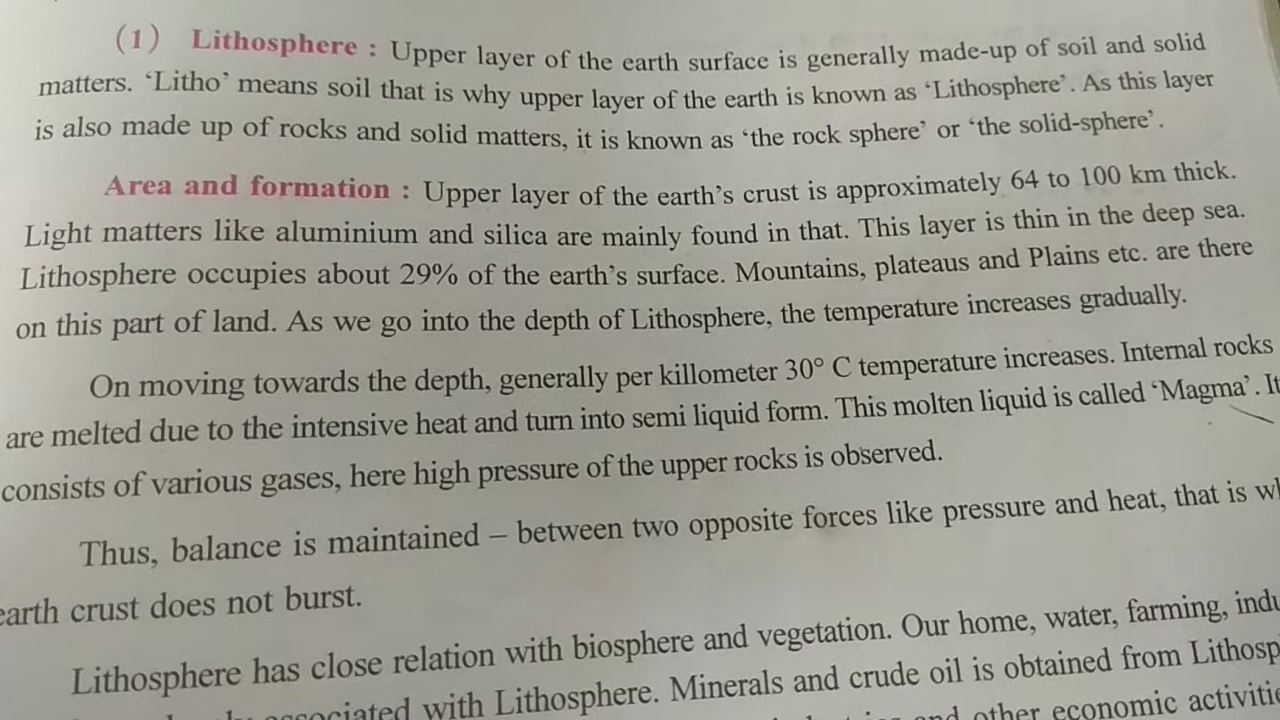 (1) Lithosphere : Upper layer of the earth surface is generally made-up of soil and solid
matters. ‘Litho’ means soil that is why upper layer of the earth is known as ‘Lithosphere’. As this layer
is also made up of rocks and solid matters, it is known as ‘the rock sphere’ or ‘the solid-sphere’.
Area and formation : Upper layer of the earth’s crust is approximately 64 to 100 km thick.
Light matters like aluminium and silica are mainly found in that. This layer is thin in the deep sea.
Lithosphere occupies about 29% of the earth’s surface. Mountains, plateaus and Plains etc. are there
on this part of land. As we go into the depth of Lithosphere, the temperature increases gradually.
On moving towards the depth, generally per killometer 30° C temperature increases. Internal rocks
are melted due to the intensive heat and turn into semi liquid form. This molten liquid is called ‘Magma’. It
consists of various gases, here high pressure of the upper rocks is observed.
Thus, balance is maintained – between two opposite forces like pressure and heat, that is
earth crust does not burst.
Lithosphere has close relation with biosphere and vegetation. Our home, water, farming,
associated with Lithosphere. Minerals and crude oil is obtained from
and other economic